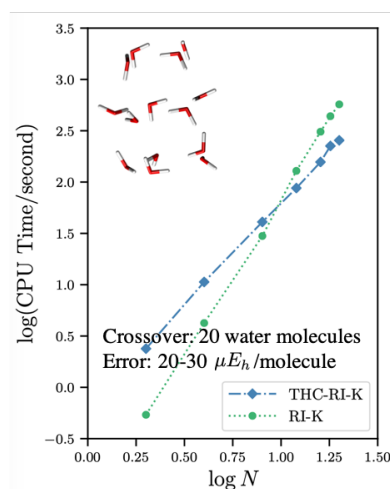 3.5
3.0
2.5
2.0
1.5
1.0
0.5
0.0
−0.5
log(CPU Time/second)
Crossover: 20 water molecules
Error: 20-30 μE_h/molecule
THC-RI-K
RI-K
0.00 0.25 0.50 0.75 1.00 1.25 1.50
log N